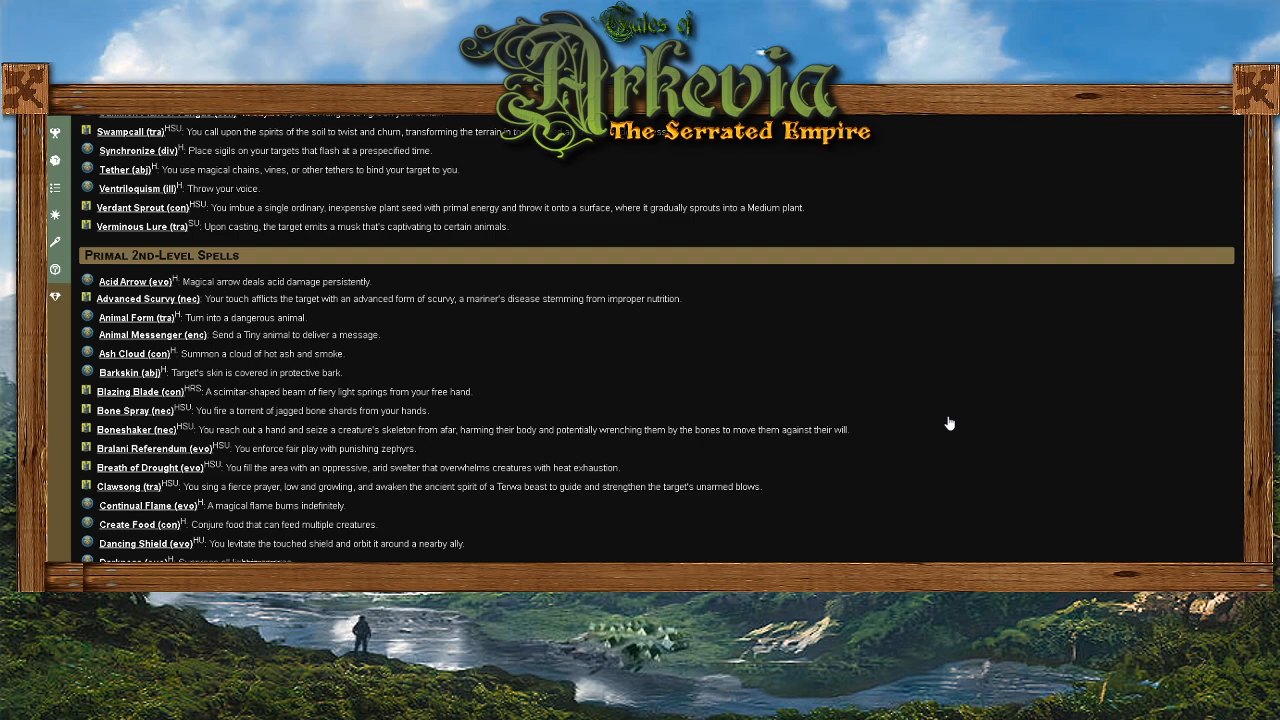 Tales of
Arkevia
The Serrated Empire
Swampcall (tra)HSU: You call upon the spirits of the soil to twist and churn, transforming the terrain in
Synchronize (div)H: Place sigils on your targets that flash at a prespecified time.
Tether (abj)H: You use magical chains, vines, or other tethers to bind your target to you.
Ventriloquism (ill)H: Throw your voice.
Verdant Sprout (con)HSU: You imbue a single ordinary, inexpensive plant seed with primal energy and throw it onto a surface, where it gradually sprouts into a Medium plant.
Verminous Lure (tra)SU: Upon casting, the target emits a musk that's captivating to certain animals.
Primal 2nd-Level Spells
Acid Arrow (evo)H: Magical arrow deals acid damage persistently.
Advanced Scurvy (nec): Your touch afflicts the target with an advanced form of scurvy, a mariner's disease stemming from improper nutrition.
Animal Form (tra)H: Turn into a dangerous animal.
Animal Messenger (enc): Send a Tiny animal to deliver a message.
Ash Cloud (con)H: Summon a cloud of hot ash and smoke.
Barkskin (abj)H: Target's skin is covered in protective bark.
Blazing Blade (con)HRS: A scimitar-shaped beam of fiery light springs from your free hand.
Bone Spray (nec)HSU: You fire a torrent of jagged bone shards from your hands.
Boneshaker (nec)HSU: You reach out a hand and seize a creature's skeleton from afar, harming their body and potentially wrenching them by the bones to move them against their will.
Bralani Referendum (evo)HSU: You enforce fair play with punishing zephyrs.
Breath of Drought (evo)HSU: You fill the area with an oppressive, arid swelter that overwhelms creatures with heat exhaustion.
Clawsong (tra)HSU: You sing a fierce prayer, low and growling, and awaken the ancient spirit of a Terwa beast to guide and strengthen the target's unarmed blows.
Continual Flame (evo)H: A magical flame burns indefinitely.
Create Food (con)H: Conjure food that can feed multiple creatures.
Dancing Shield (evo)HU: You levitate the touched shield and orbit it around a nearby ally.